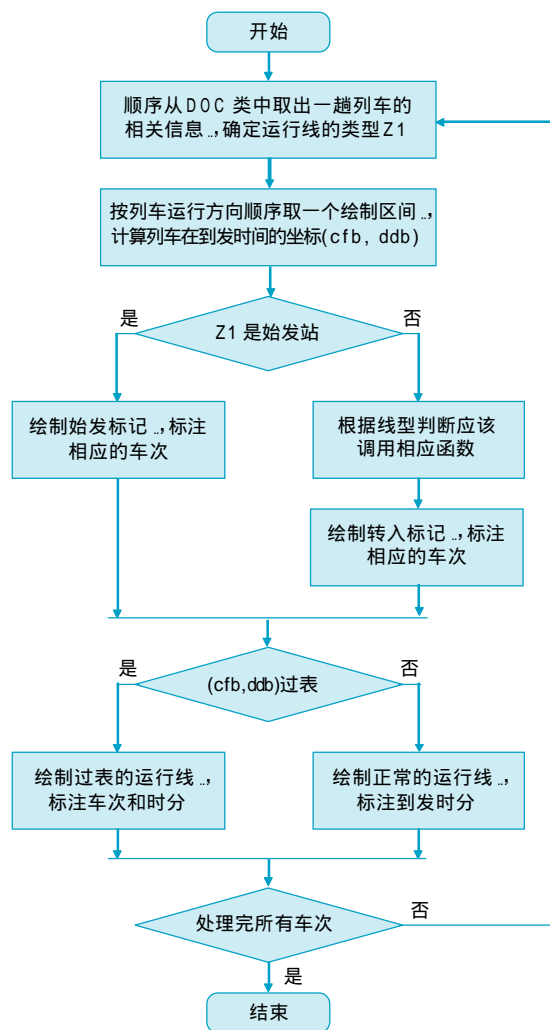 开始
顺序从DOC类中取出一趟列车的
相关信息..,确定运行线的类型Z1
按列车运行方向顺序取一个绘制区间..,
计算列车在到发时间的坐标(cfb, ddb)
是
Z1是始发站
否
绘制始发标记..,标注
相应的车次
根据线型判断应该
调用相应函数
绘制转入标记..,标注
相应的车次
是
(cfb,ddb)过表
否
绘制过表的运行线..,
标注车次和时分
绘制正常的运行线..,
标注到发时分
处理完所有车次
否
是
结束